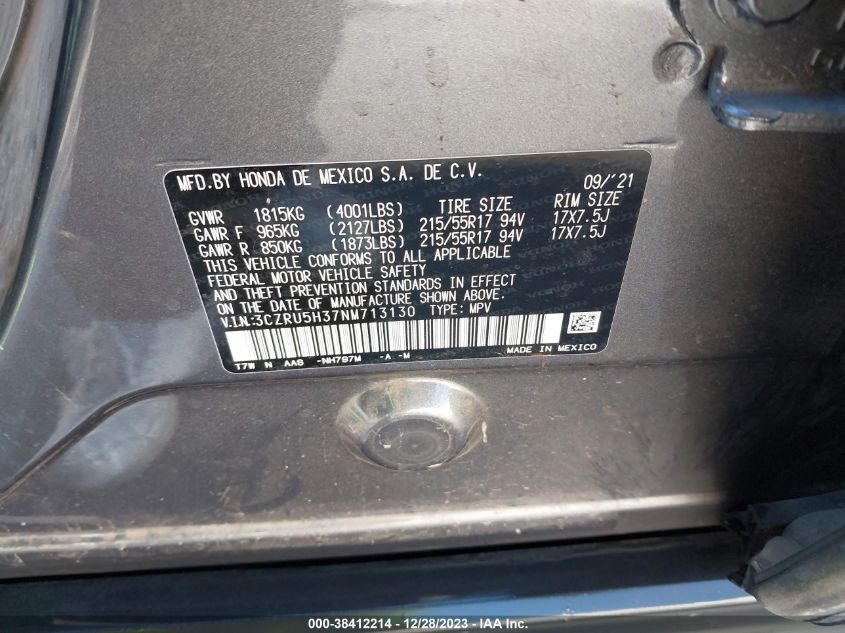 MFD.BY HONDA DE MEXICO S.A. DE C.V. 09/'21
GVWR 1815KG (4001LBS) TIRE SIZE RIM SIZE
GAWR F 965KG (2127LBS) 215/55R17 94V 17X7.5J
GAWR R 850KG (1873LBS) 215/55R17 94V 17X7.5J
THIS VEHICLE CONFORMS TO ALL APPLICABLE
FEDERAL MOTOR VEHICLE SAFETY
AND THEFT PREVENTION STANDARDS IN EFFECT
ON THE DATE OF MANUFACTURE SHOWN ABOVE.
V.I.N:3CZRU5H37NM713130 TYPE: MPV
T7W N AA6 -NH797M -A -M MADE IN MEXICO
000-38412214 - 12/28/2023 - IAA Inc.